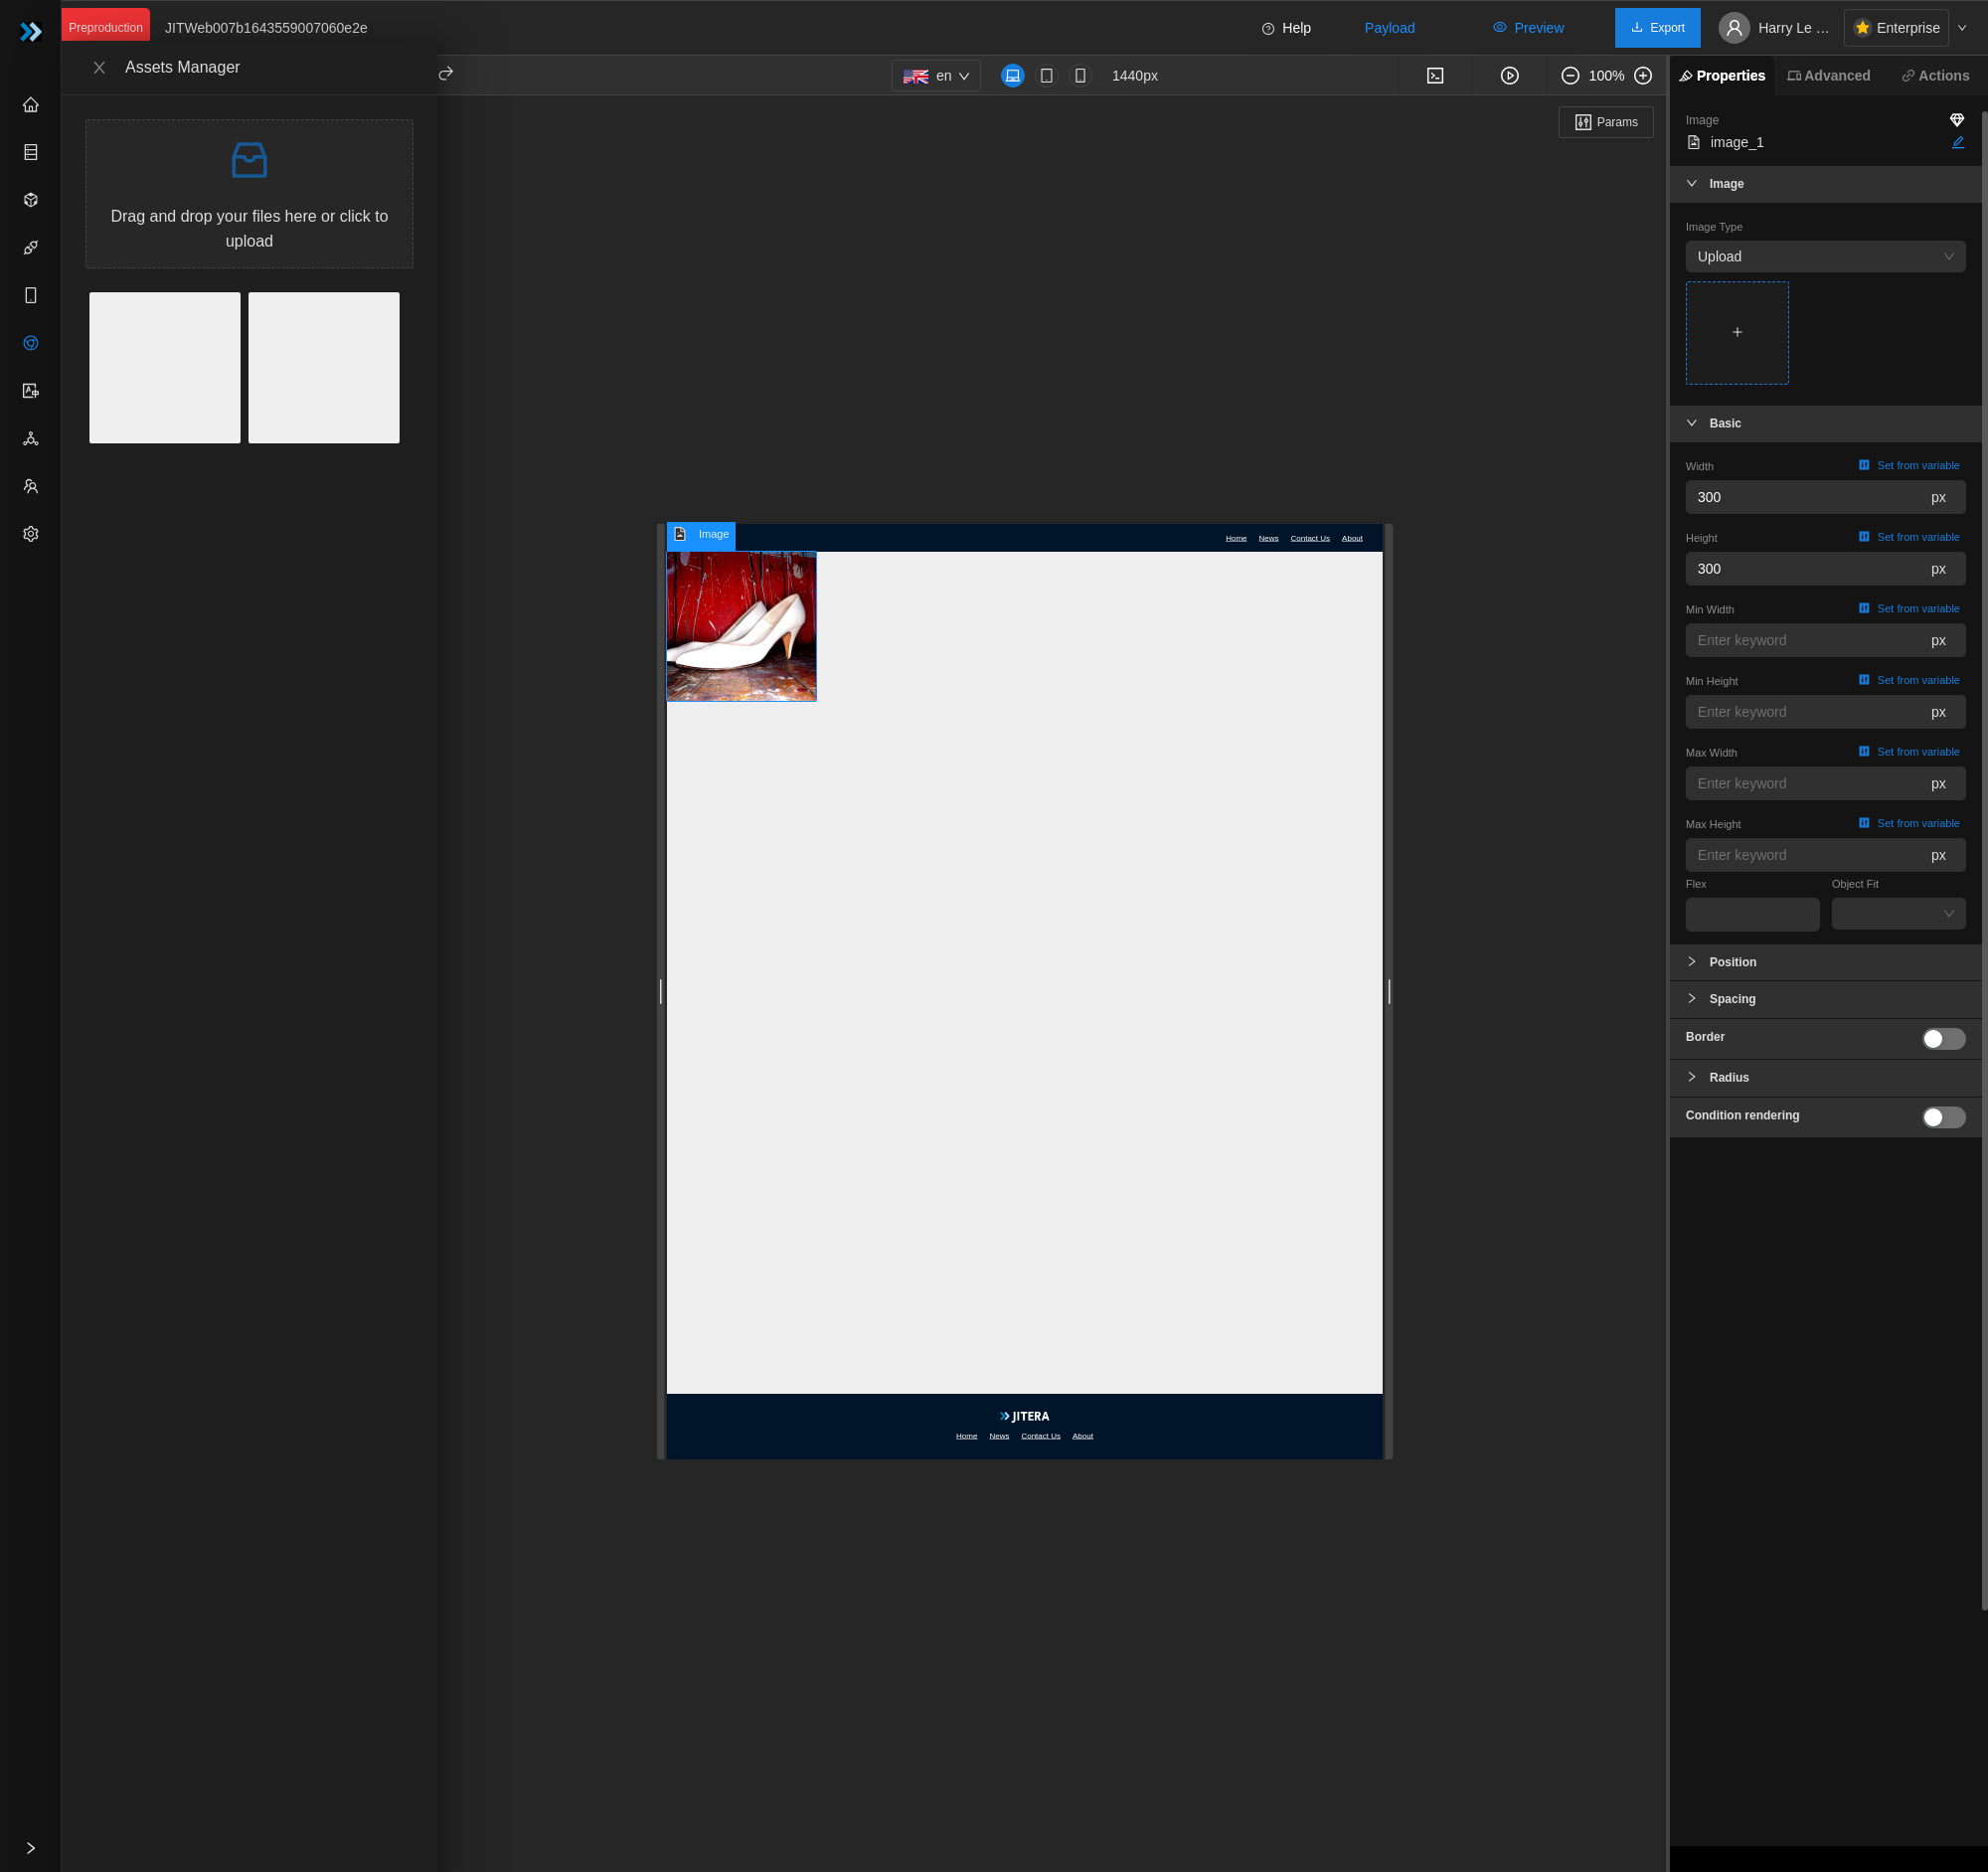 Preproduction
JITWeb007b1643559007060e2e
Help
Payload
Preview
Export
Harry Le ...
Enterprise
Assets Manager
en
1440px
100%
Properties
Advanced
Actions
Params
Drag and drop your files here or click to
upload
Image
image_1
Image
Image Type
Upload
Basic
Width
Set from variable
300
px
Height
Set from variable
300
px
Min Width
Set from variable
Enter keyword
px
Min Height
Set from variable
Enter keyword
px
Max Width
Set from variable
Enter keyword
px
Max Height
Set from variable
Enter keyword
px
Flex
Object Fit
Position
Spacing
Border
Radius
Condition rendering
Image
Home
News
Contact Us
About
JITERA
Home
News
Contact Us
About